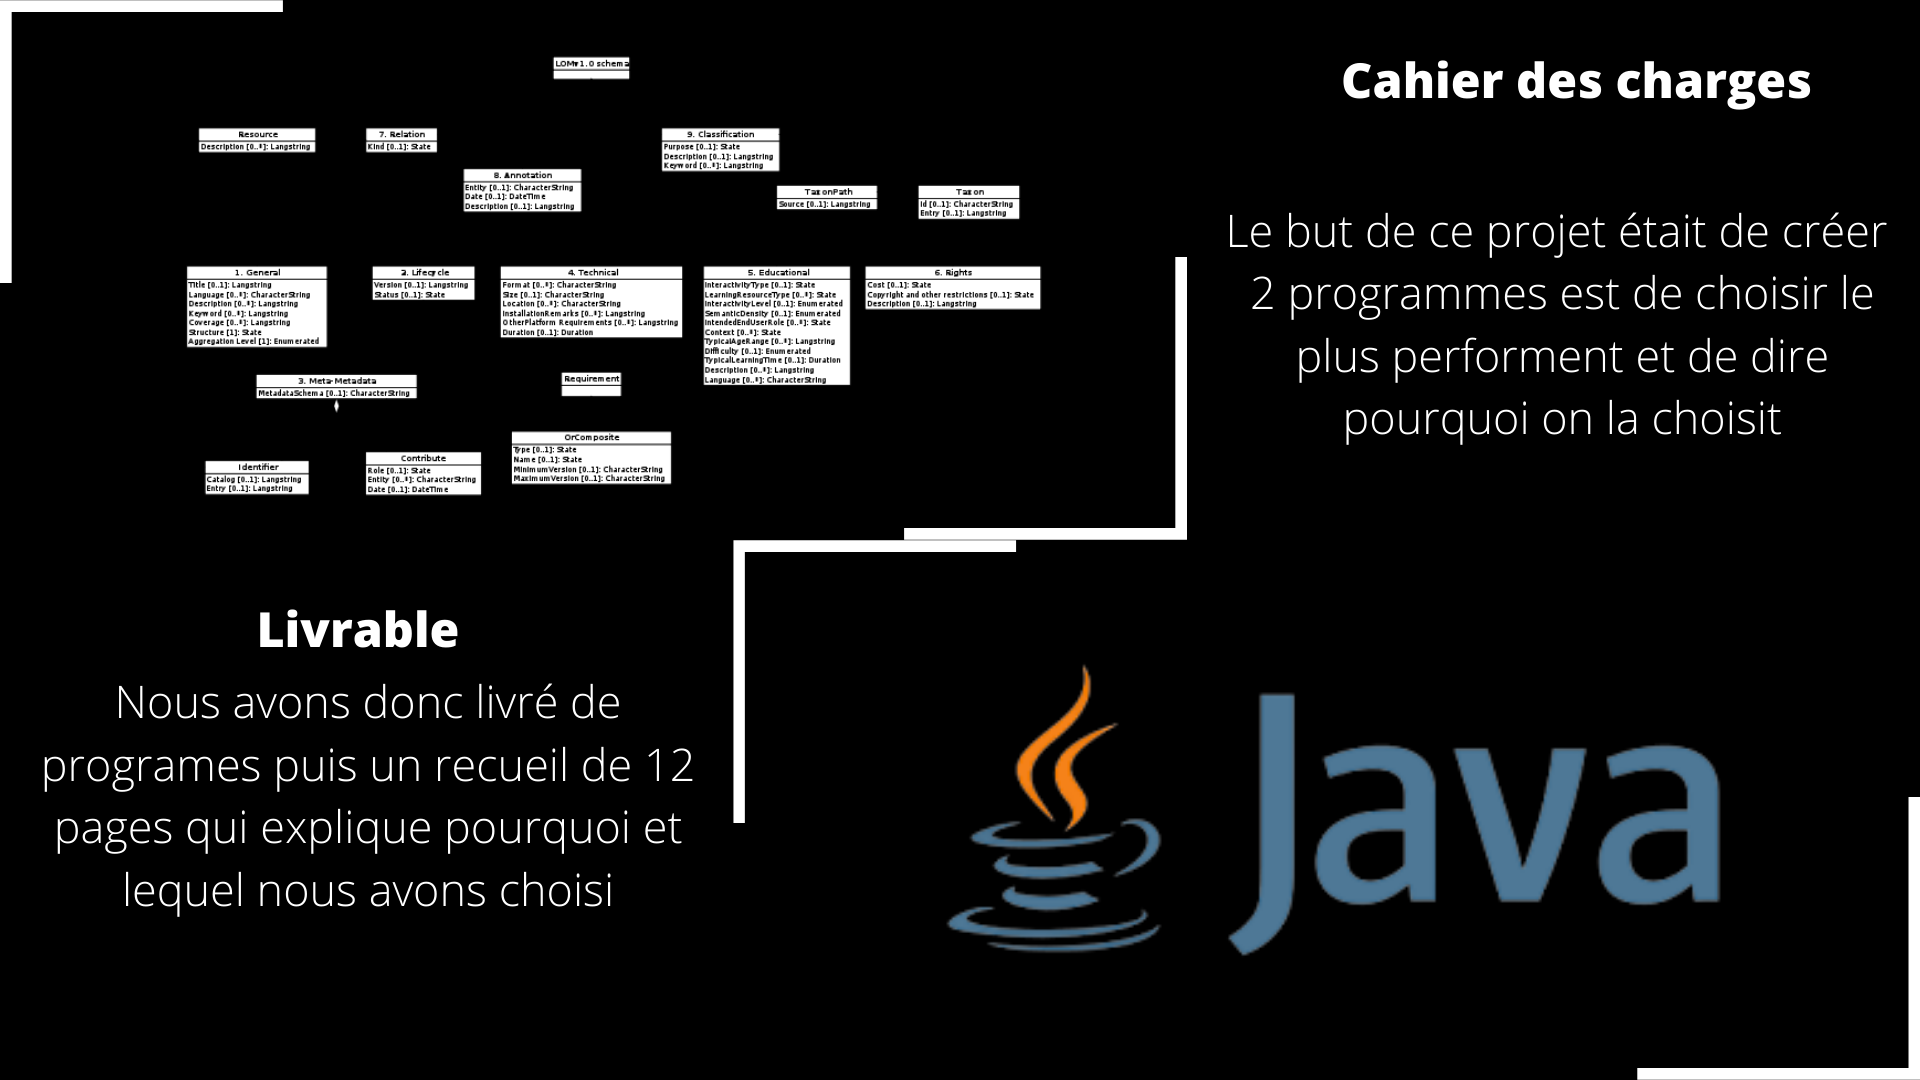 LOMv1.0 schema
Resource
Description [0..*]: Langstring
7. Relation
Kind [0..1]: State
9. Classification
Purpose [0..1]: State
Description [0..1]: Langstring
Keyword [0..*]: Langstring
8. Annotation
Entity [0..1]: CharacterString
Date [0..1]: DateTime
Description [0..1]: Langstring
TaxonPath
Source [0..1]: Langstring
Taxon
Id [0..1]: CharacterString
Entry [0..1]: Langstring
1. General
Title [0..1]: Langstring
Language [0..*]: CharacterString
Description [0..*]: Langstring
Keyword [0..*]: Langstring
Coverage [0..*]: Langstring
Structure [1]: State
Aggregation Level [1]: Enumerated
2. Lifecycle
Version [0..1]: Langstring
Status [0..1]: State
4. Technical
Format [0..*]: CharacterString
Size [0..1]: CharacterString
Location [0..*]: CharacterString
InstallationRemarks [0..*]: Langstring
OtherPlatform Requirements [0..*]: Langstring
Duration [0..1]: Duration
5. Educational
InteractivityType [0..1]: State
LearningResourceType [0..*]: State
InteractivityLevel [0..1]: Enumerated
SemanticDensity [0..1]: Enumerated
IntendedEndUserRole [0..*]: State
Context [0..*]: State
TypicalAgeRange [0..*]: Langstring
Difficulty [0..1]: Enumerated
TypicalLearningTime [0..1]: Duration
Description [0..*]: Langstring
Language [0..*]: CharacterString
6. Rights
Cost [0..1]: State
Copyright and other restrictions [0..1]: State
Description [0..1]: Langstring
3. Meta-Metadata
MetadataSchema [0..1]: CharacterString
Requirement
OrComposite
Type [0..1]: State
Name [0..1]: State
MinimumVersion [0..1]: CharacterString
MaximumVersion [0..1]: CharacterString
Identifier
Catalog [0..1]: Langstring
Entry [0..1]: Langstring
Contribute
Role [0..1]: State
Entity [0..*]: CharacterString
Date [0..1]: DateTime
Cahier des charges
Le but de ce projet était de créer
2 programmes est de choisir le
plus performent et de dire
pourquoi on la choisit
Livrable
Nous avons donc livré de
programes puis un recueil de 12
pages qui explique pourquoi et
lequel nous avons choisi
Java